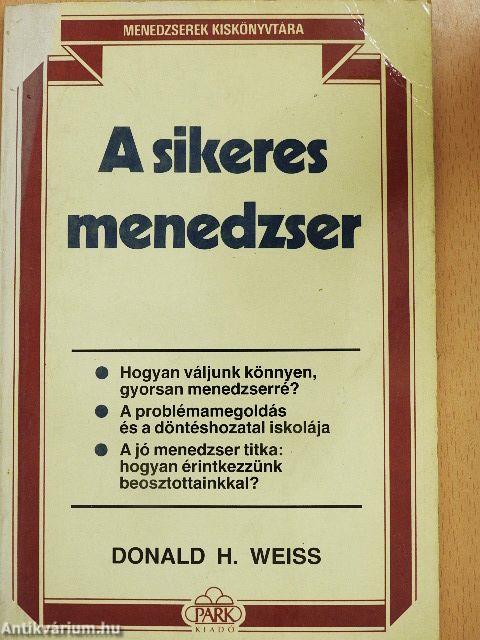 MENEDZSEREK KISKÖNYVTÁRA
A sikeres
menedzser
Hogyan váljunk könnyen,
gyorsan menedzserré?
A problémamegoldás
és a döntéshozatal iskolája
A jó menedzser titka:
hogyan érintkezzünk
beosztottainkkal?
DONALD H. WEISS
PARK
KIADÓ
Antikvárium.hu